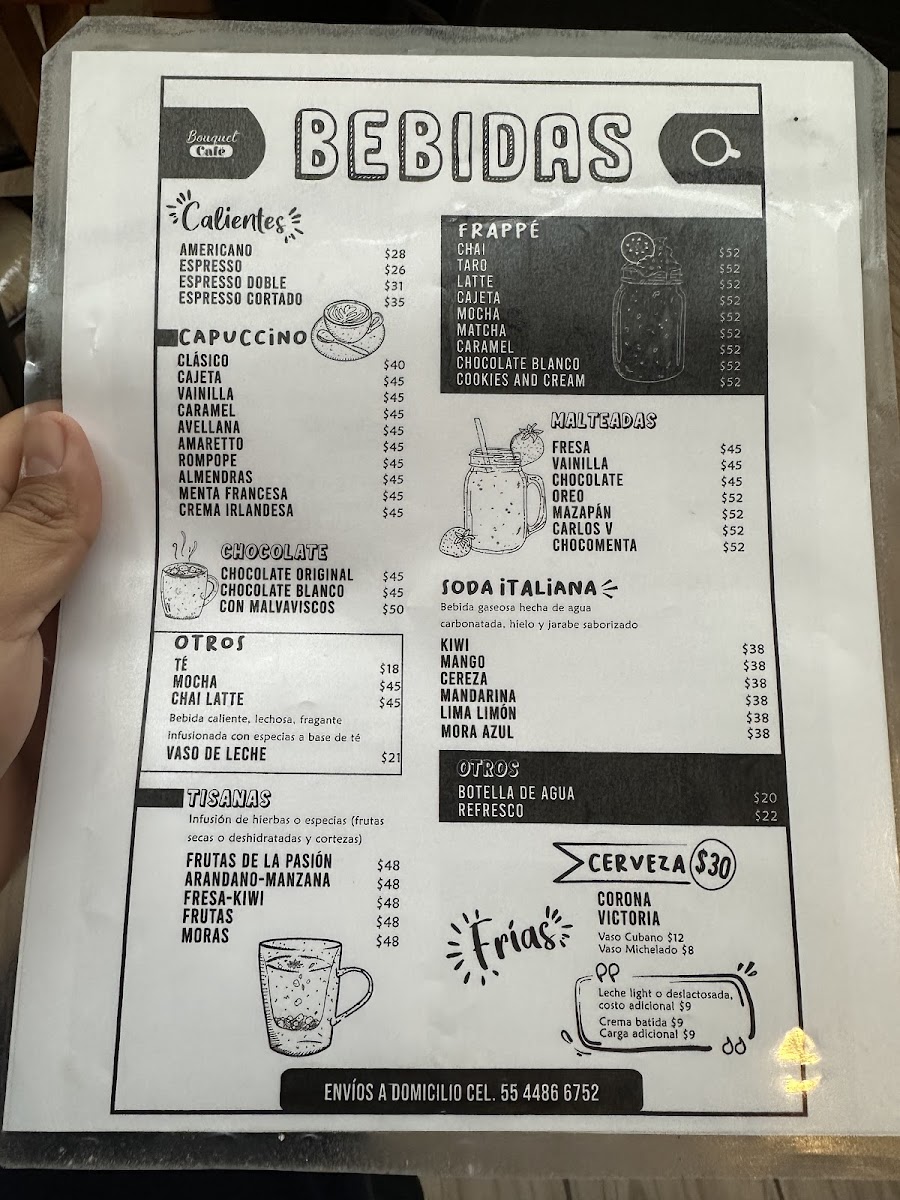 Bouquet
Café
BEBIDAS
Calientes
AMERICANO $28
ESPRESSO $26
ESPRESSO DOBLE $31
ESPRESSO CORTADO $35
CAPUCCINO
CLÁSICO $40
CAJETA $45
VAINILLA $45
CARAMEL $45
AVELLANA $45
AMARETTO $45
ROMPOPE $45
ALMENDRAS $45
MENTA FRANCESA $45
CREMA IRLANDESA $45
CHOCOLATE
CHOCOLATE ORIGINAL $45
CHOCOLATE BLANCO $45
CON MALVAVISCOS $50
OTROS
TÉ $18
MOCHA $45
CHAI LATTE $45
Bebida caliente, lechosa, fragante
infusionada con especias a base de té
VASO DE LECHE $21
TISANAS
Infusión de hierbas o especias (frutas
secas o deshidratadas y cortezas)
FRUTAS DE LA PASIÓN $48
ARANDANO-MANZANA $48
FRESA-KIWI $48
FRUTAS $48
MORAS $48
FRAPPÉ
CHAI $52
TARO $52
LATTE $52
CAJETA $52
MOCHA $52
MATCHA $52
CARAMEL $52
CHOCOLATE BLANCO $52
COOKIES AND CREAM $52
MALTEADAS
FRESA $45
VAINILLA $45
CHOCOLATE $45
OREO $52
MAZAPÁN $52
CARLOS V $52
CHOCOMENTA $52
SODA iTALiANA
Bebida gaseosa hecha de agua
carbonatada, hielo y jarabe saborizado
KIWI $38
MANGO $38
CEREZA $38
MANDARINA $38
LIMA LIMÓN $38
MORA AZUL $38
OTROS
BOTELLA DE AGUA $20
REFRESCO $22
CERVEZA $30
CORONA
VICTORIA
Vaso Cubano $12
Vaso Michelado $8
Frías
Leche light o deslactosada,
costo adicional $9
Crema batida $9
Carga adicional $9
ENVÍOS A DOMICILIO CEL. 55 4486 6752